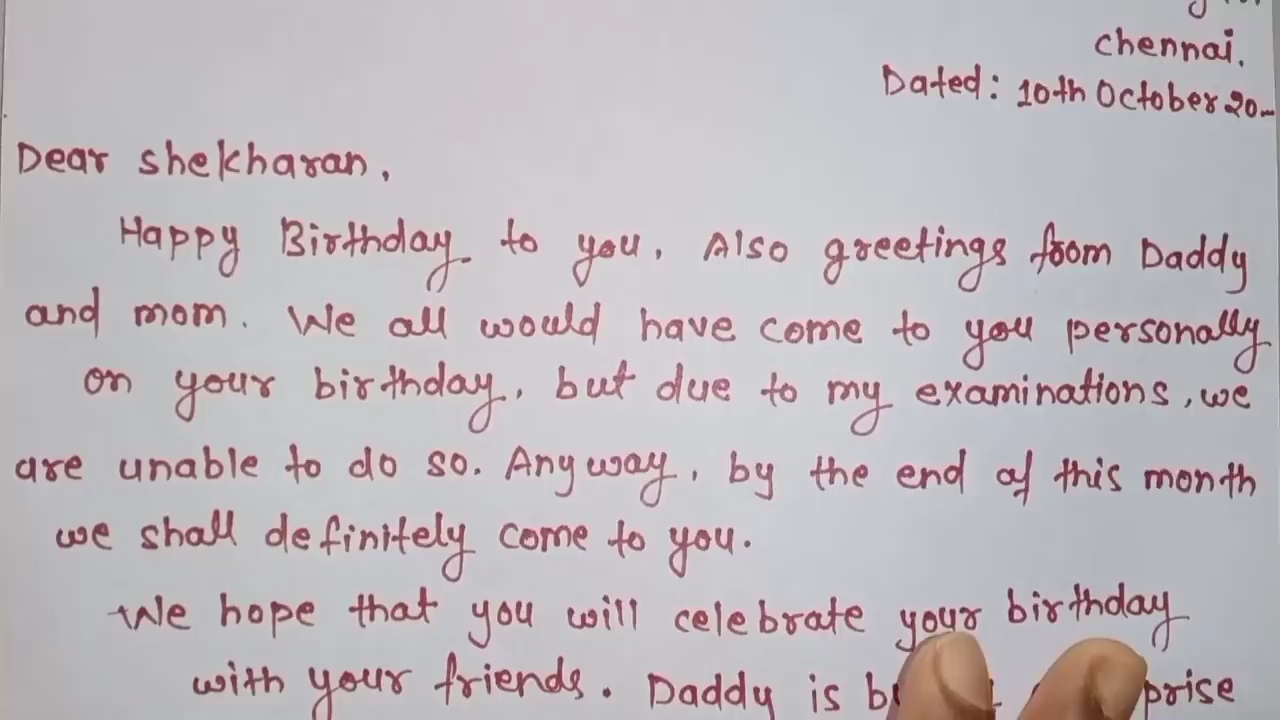 chennai.
Dated: 10th October 20-
Dear shekharan,
Happy Birthday to you. Also greetings from Daddy
and mom. We all would have come to you personally
on your birthday, but due to my examinations, we
are unable to do so. Any way, by the end of this month
we shall definitely come to you.
We hope that you will celebrate your birthday
with your friends. Daddy is